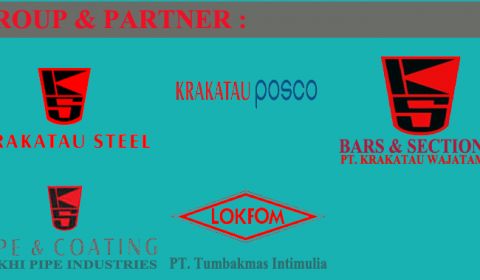 ROUP & PARTNER :
KRAKATAU posco
RAKATAU STEEL
BARS & SECTION
PT. KRAKATAU WAJATAM
LOKFOM
PE & COATING
KHI PIPE INDUSTRIES
PT. Tumbakmas Intimulia